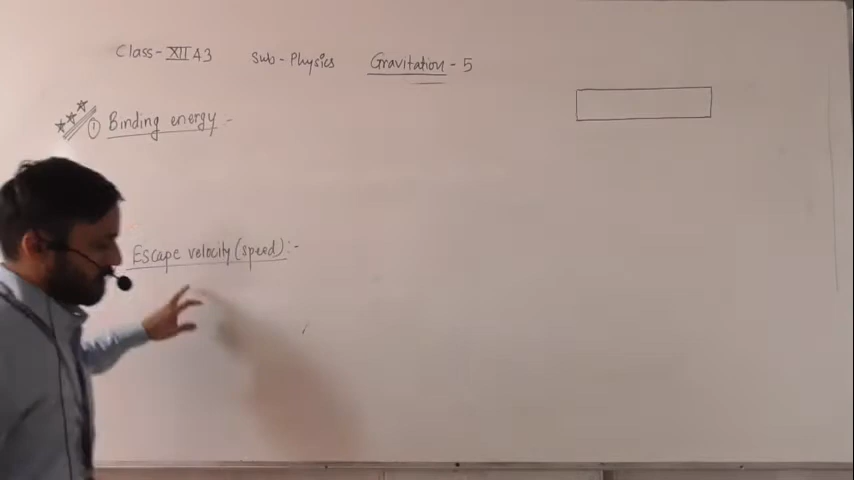 Class - XII A3 Sub - Physics Gravitation - 5
① Binding energy :-
Escape velocity (speed) :-